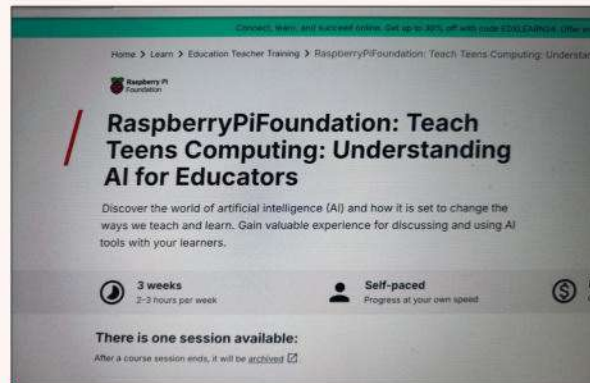 Connect, learn, and succeed online. Get up to 30% off with code EDXLEARN24. Offer
Home > Learn > Education Teacher Training > RaspberryPiFoundation: Teach Teens Computing: Understan
Raspberry Pi
Foundation
RaspberryPiFoundation: Teach
Teens Computing: Understanding
AI for Educators
Discover the world of artificial intelligence (AI) and how it is set to change the
ways we teach and learn. Gain valuable experience for discussing and using AI
tools with your learners.
3 weeks
2–3 hours per week
Self-paced
Progress at your own speed
There is one session available:
After a course session ends, it will be archived